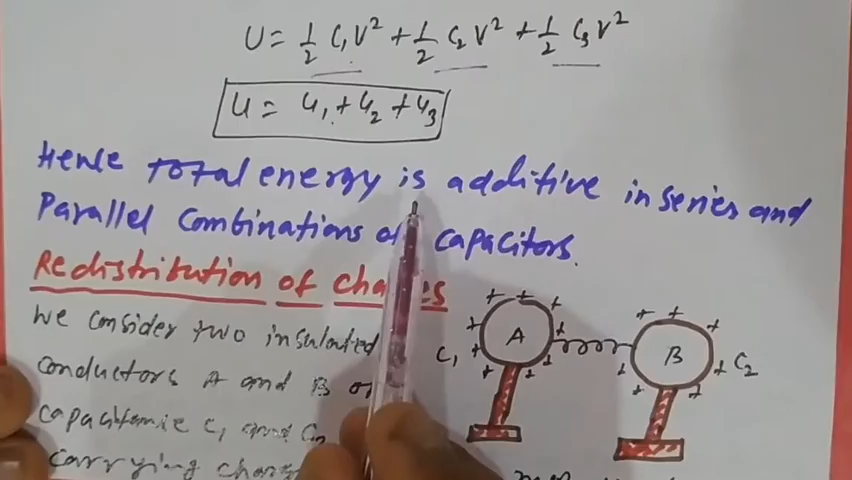 U = 1/2 C₁V² + 1/2 C₂V² + 1/2 C₃V²
U = U₁ + U₂ + U₃
Hence total energy is additive in series and
Parallel Combinations of capacitors.
Redistribution of Charges
We consider two insulated
conductors A and B of
capacitance C₁ and C₂
carrying
A
B
C₁
C₂